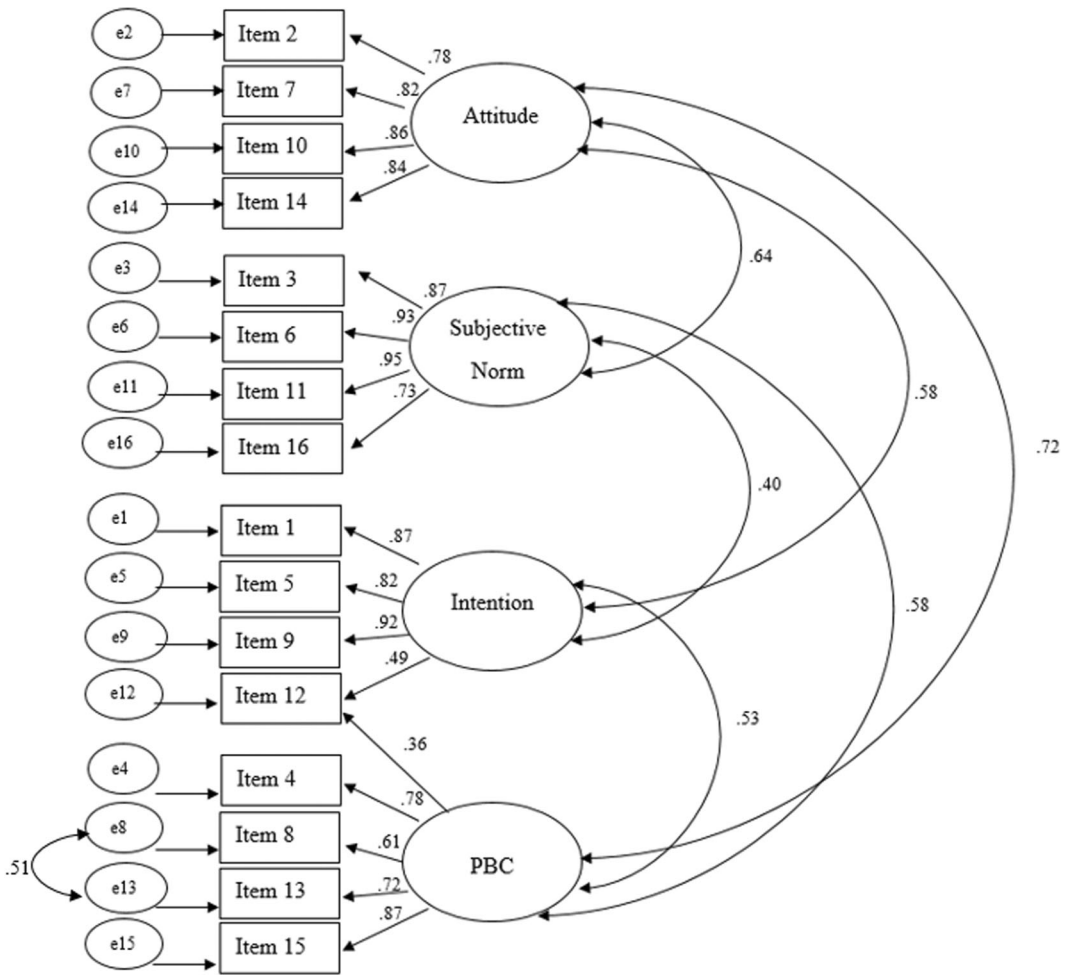 e2
Item 2
.78
e7
Item 7
.82
Attitude
e10
Item 10
.86
e14
Item 14
.84
.64
e3
Item 3
.87
e6
Item 6
.93
Subjective
Norm
e11
Item 11
.95
e16
Item 16
.73
.58
.72
.40
e1
Item 1
.87
e5
Item 5
.82
Intention
e9
Item 9
.92
e12
Item 12
.49
.58
.53
.36
e4
Item 4
.78
e8
Item 8
.61
PBC
.51
e13
Item 13
.72
e15
Item 15
.87